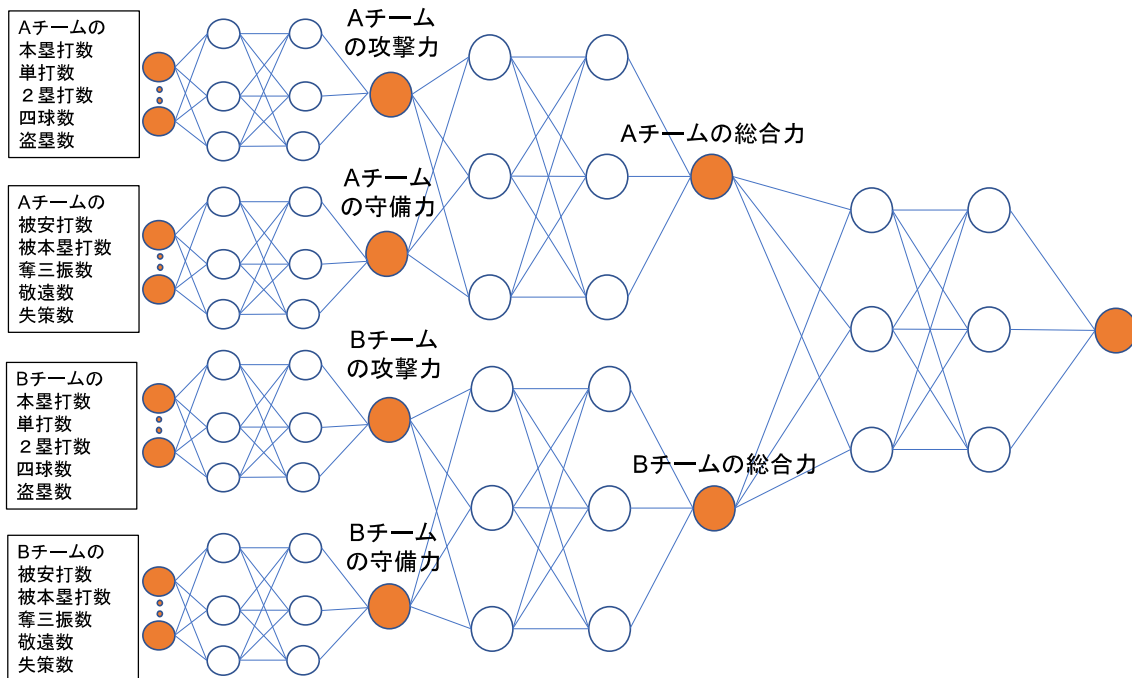 Aチームの
本塁打数
単打数
２塁打数
四球数
盗塁数
Aチーム
の攻撃力
Aチームの
被安打数
被本塁打数
奪三振数
敬遠数
失策数
Aチーム
の守備力
Aチームの総合力
Bチームの
本塁打数
単打数
２塁打数
四球数
盗塁数
Bチーム
の攻撃力
Bチームの
被安打数
被本塁打数
奪三振数
敬遠数
失策数
Bチーム
の守備力
Bチームの総合力